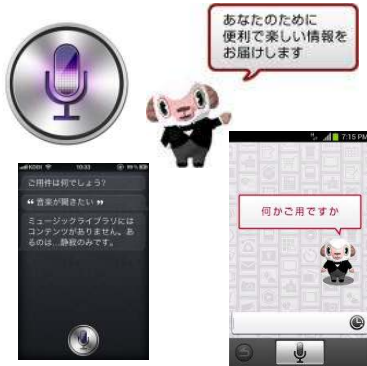 あなたのために
便利で楽しい情報を
お届けします
KDDI 10:33 99%
ご用件は何でしょう?
❝音楽が聞きたい❞
ミュージックライブラリには
コンテンツがありません。あ
るのは...静寂のみです。
7:15 PM
何かご用ですか